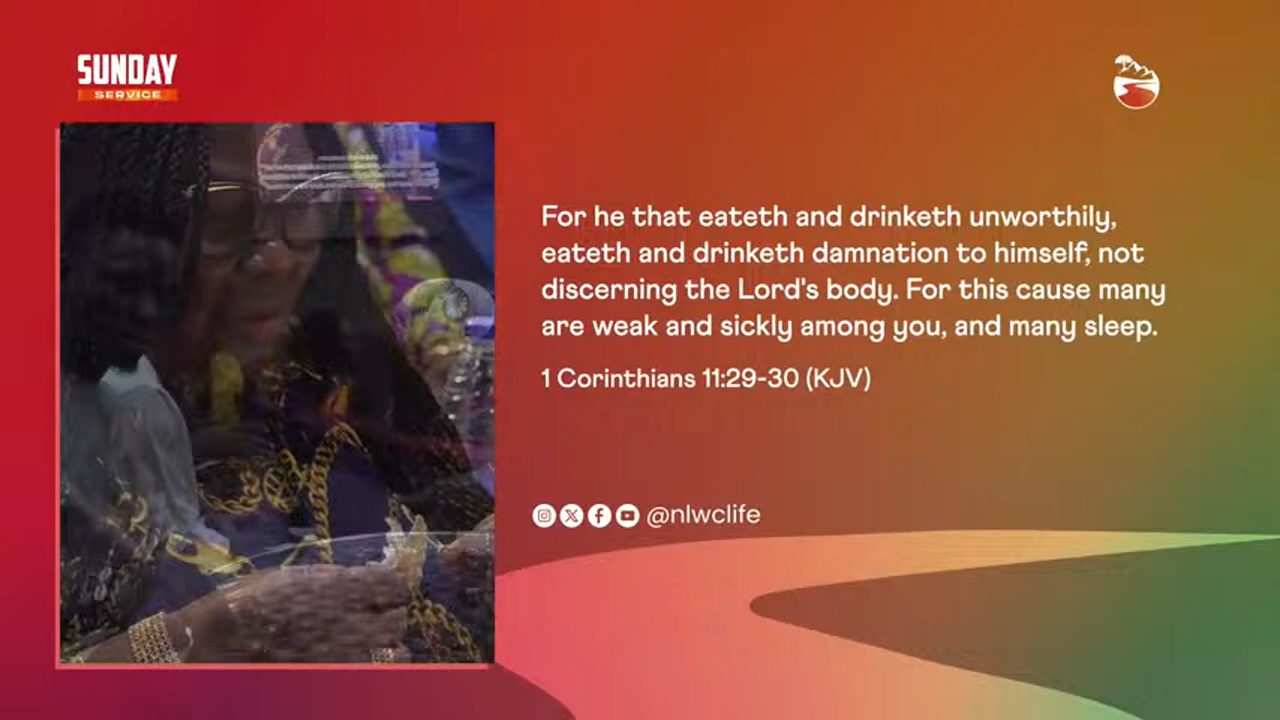 SUNDAY
SERVICE
For he that eateth and drinketh unworthily,
eateth and drinketh damnation to himself, not
discerning the Lord's body. For this cause many
are weak and sickly among you, and many sleep.
1 Corinthians 11:29-30 (KJV)
@nlwclife